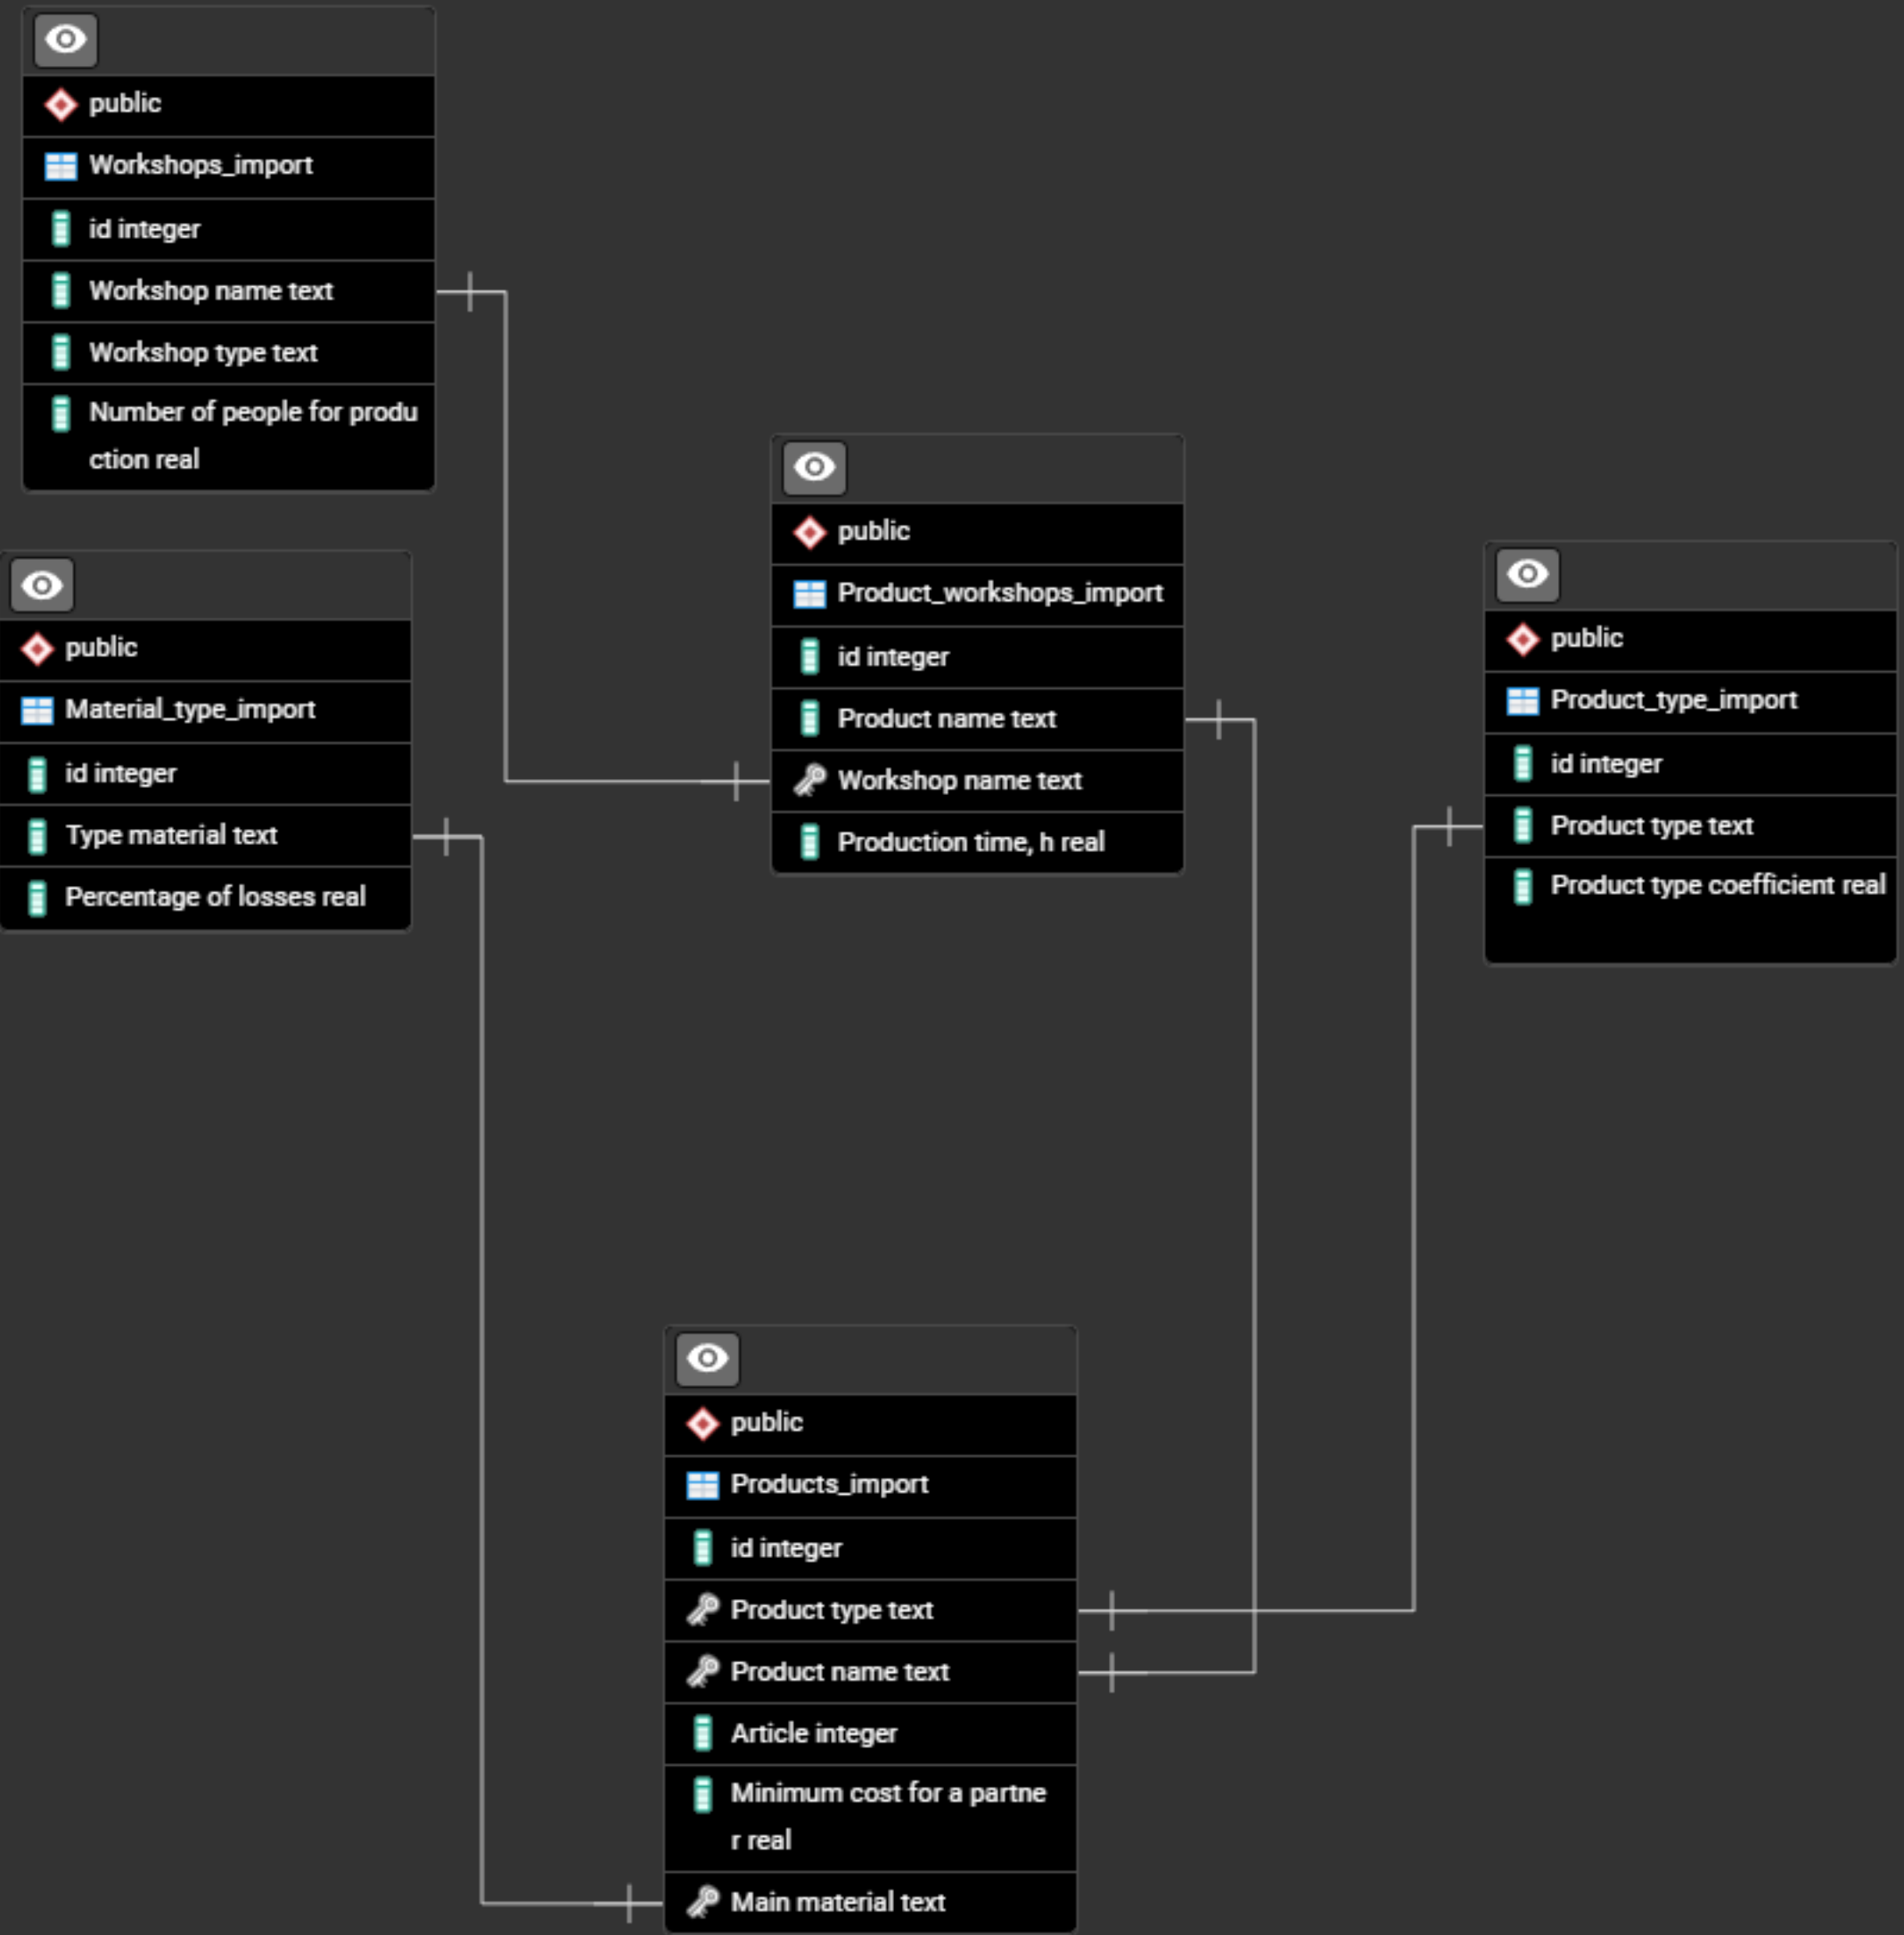 public
Workshops_import
id integer
Workshop name text
Workshop type text
Number of people for produ
ction real
public
Material_type_import
id integer
Type material text
Percentage of losses real
public
Product_workshops_import
id integer
Product name text
Workshop name text
Production time, h real
public
Product_type_import
id integer
Product type text
Product type coefficient real
public
Products_import
id integer
Product type text
Product name text
Article integer
Minimum cost for a partne
r real
Main material text